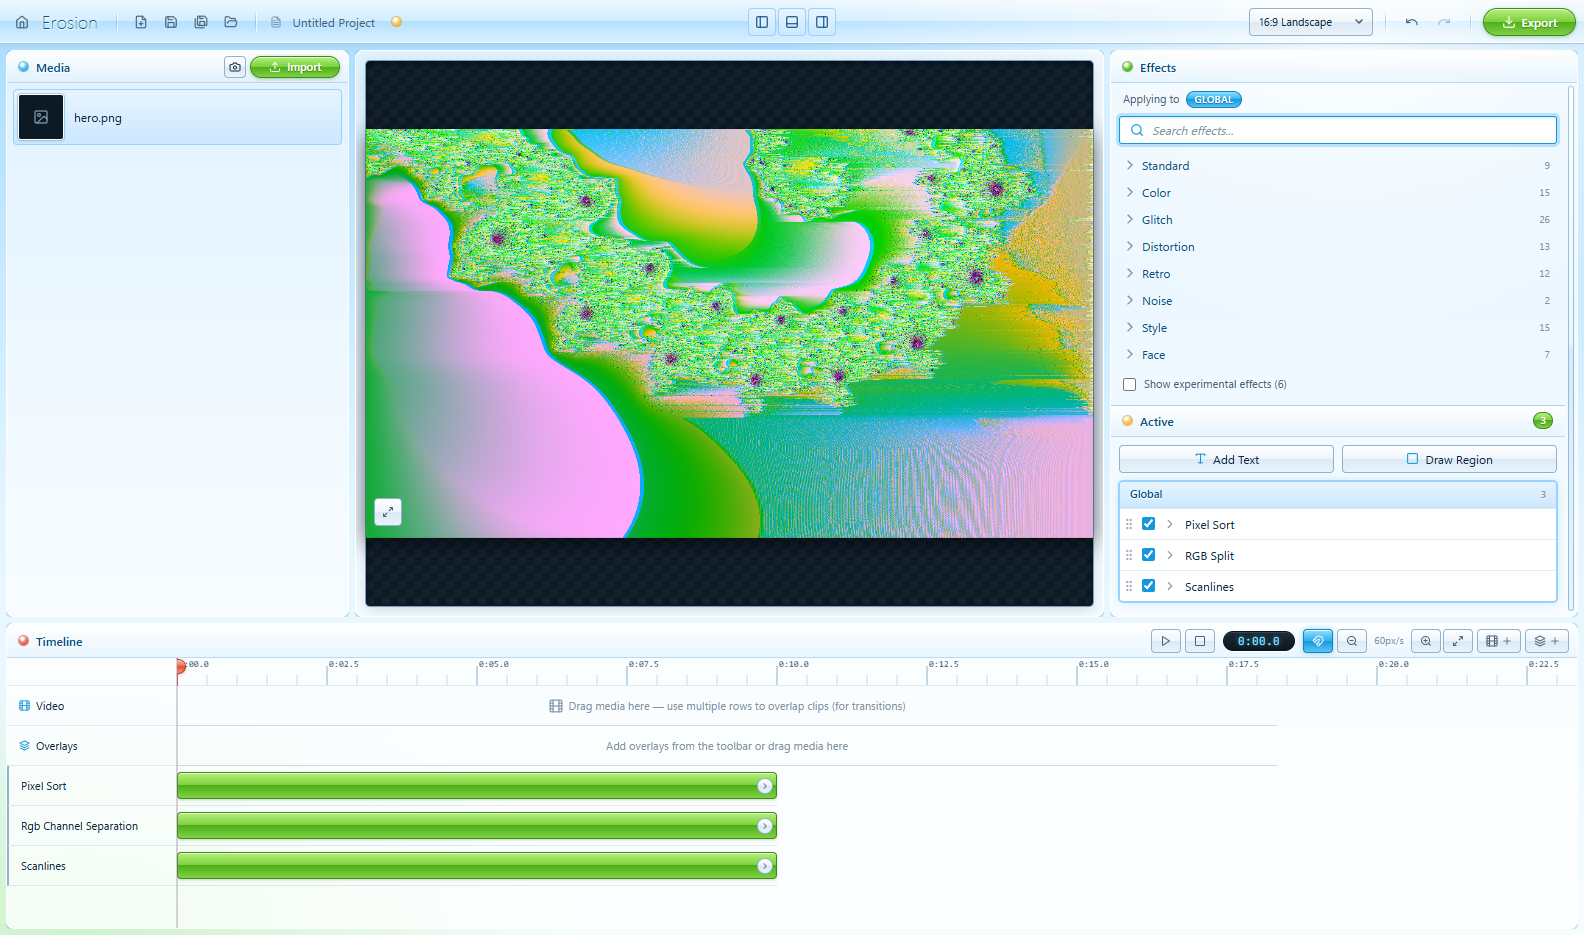 Erosion
Untitled Project
16:9 Landscape
Export
Media
Import
hero.png
Effects
Applying to GLOBAL
Search effects...
Standard 9
Color 15
Glitch 26
Distortion 13
Retro 12
Noise 2
Style 15
Face 7
Show experimental effects (6)
Active 3
Add Text
Draw Region
Global 3
Pixel Sort
RGB Split
Scanlines
Timeline
0:00.0
60px/s
:00.0 0:02.5 0:05.0 0:07.5 0:10.0 0:12.5 0:15.0 0:17.5 0:20.0 0:22.5
Video
Drag media here — use multiple rows to overlap clips (for transitions)
Overlays
Add overlays from the toolbar or drag media here
Pixel Sort
Rgb Channel Separation
Scanlines